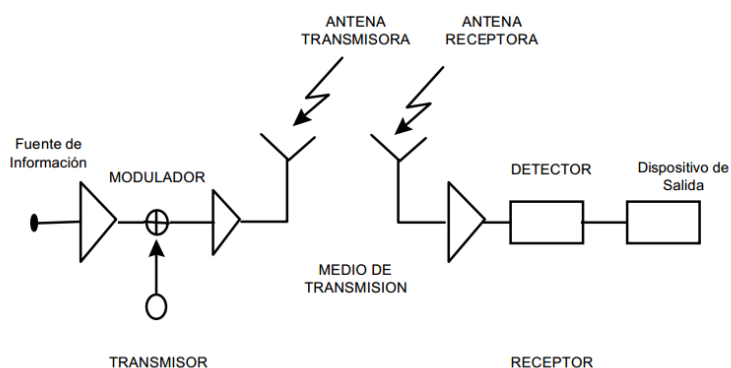 ANTENA
TRANSMISORA
ANTENA
RECEPTORA
Fuente de
Información
MODULADOR
DETECTOR
Dispositivo de
Salida
MEDIO DE
TRANSMISION
TRANSMISOR
RECEPTOR